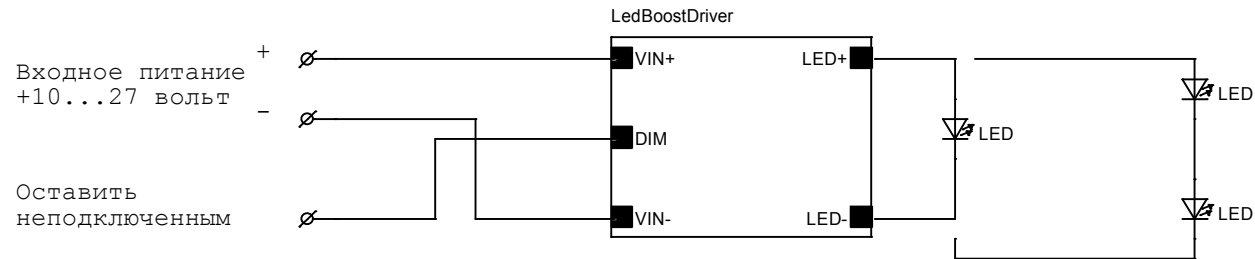 LedBoostDriver
+
Входное питание
+10...27 вольт
-
Оставить
неподключенным
VIN+
DIM
VIN-
LED+
LED-
LED
LED
LED